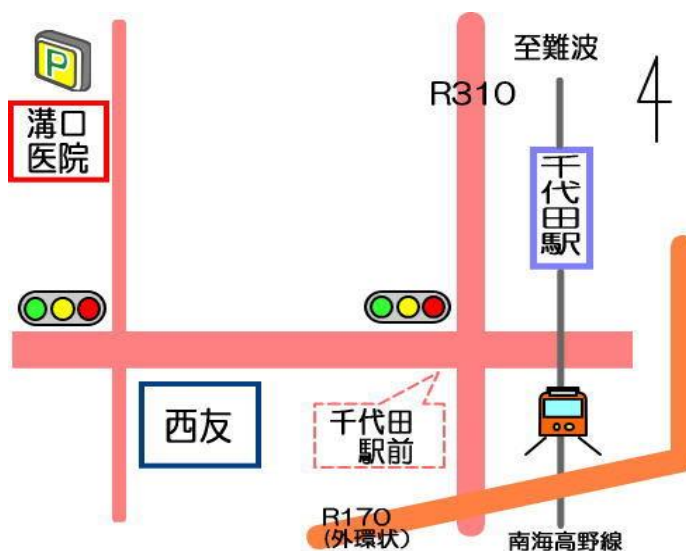 至難波
P
R310
溝口
医院
千代田駅
西友
千代田
駅前
R170
(外環状)
南海高野線